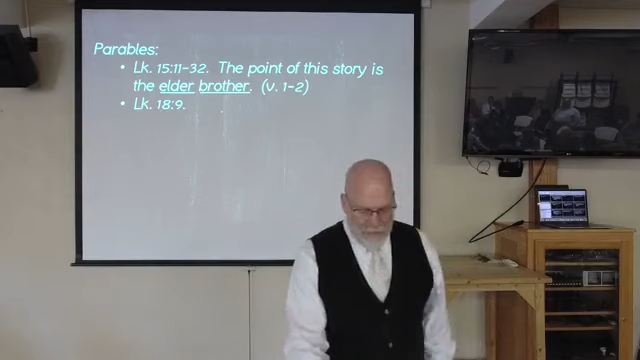 Parables:
• Lk. 15:11-32. The point of this story is
the elder brother. (v. 1-2)
• Lk. 18:9.